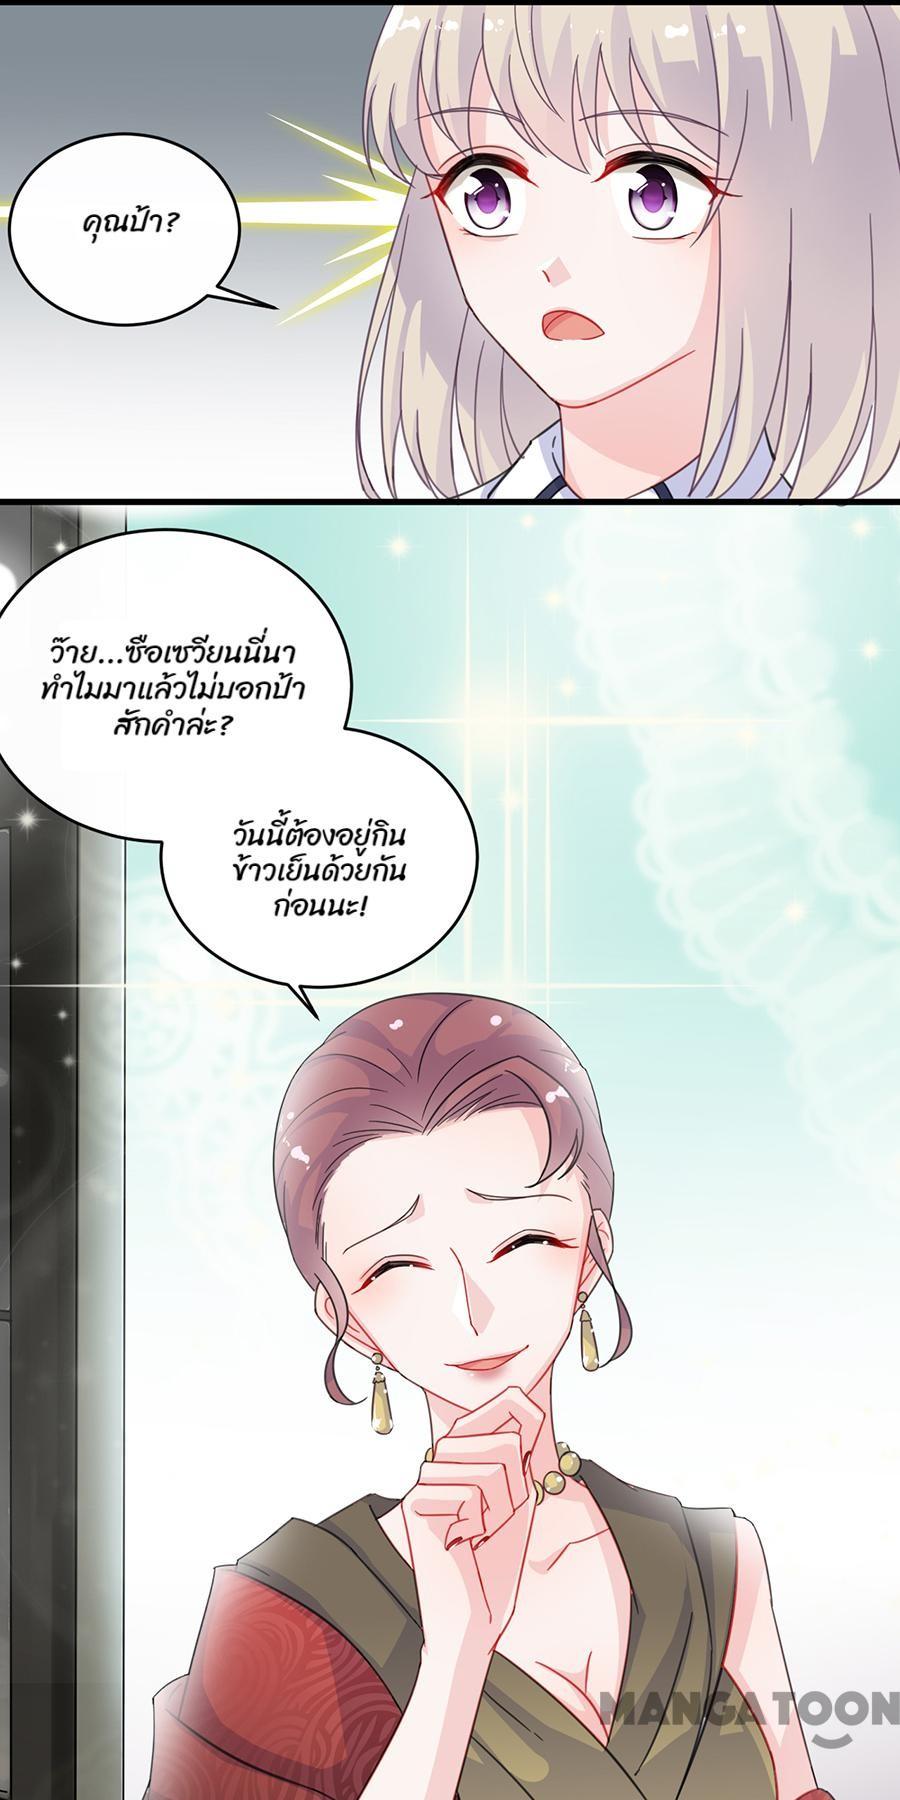 คุณป้า?
ว๊าย...ซือเซวียนนี่นา
ทำไมมาแล้วไม่บอกป้า
สักคำล่ะ?
วันนี้ต้องอยู่กิน
ข้าวเย็นด้วยกัน
ก่อนนะ!
MANGATOON